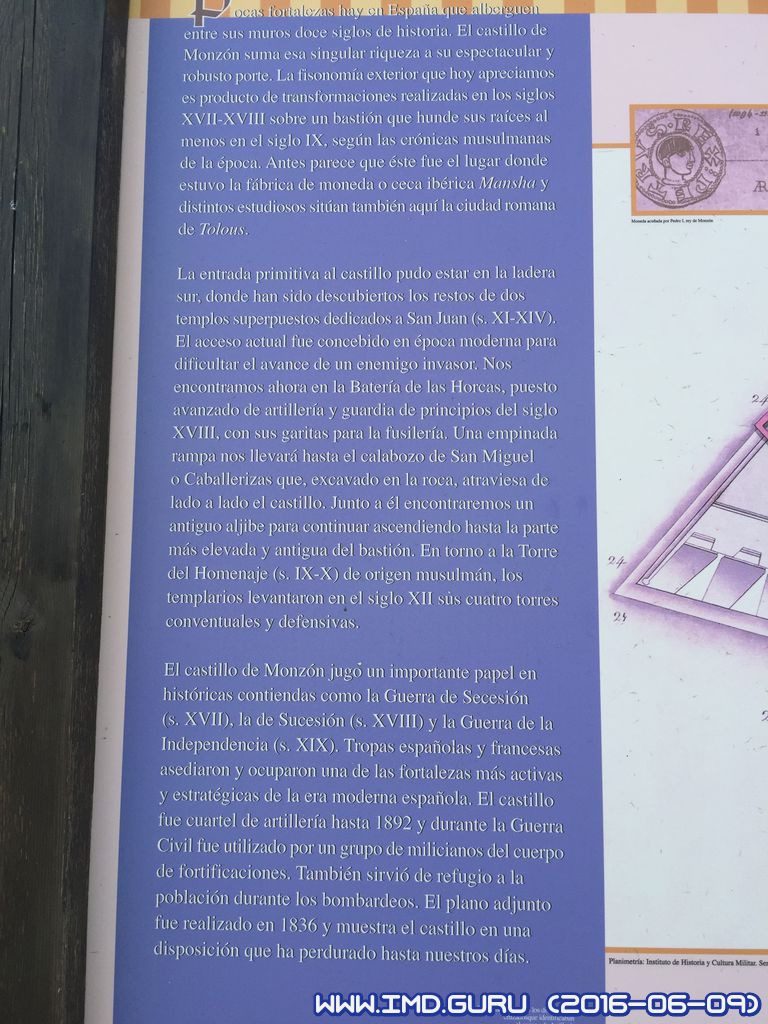 Pocas fortalezas hay en España que alberguen
entre sus muros doce siglos de historia. El castillo de
Monzón suma esa singular riqueza a su espectacular y
robusto porte. La fisonomía exterior que hoy apreciamos
es producto de transformaciones realizadas en los siglos
XVII-XVIII sobre un bastión que hunde sus raíces al
menos en el siglo IX, según las crónicas musulmanas
de la época. Antes parece que éste fue el lugar donde
estuvo la fábrica de moneda o ceca ibérica Mansha y
distintos estudiosos sitúan también aquí la ciudad romana
de Tolous.
La entrada primitiva al castillo pudo estar en la ladera
sur, donde han sido descubiertos los restos de dos
templos superpuestos dedicados a San Juan (s. XI-XIV).
El acceso actual fue concebido en época moderna para
dificultar el avance de un enemigo invasor. Nos
encontramos ahora en la Batería de las Horcas, puesto
avanzado de artillería y guardia de principios del siglo
XVIII, con sus garitas para la fusilería. Una empinada
rampa nos llevará hasta el calabozo de San Miguel
o Caballerizas que, excavado en la roca, atraviesa de
lado a lado el castillo. Junto a él encontraremos un
antiguo aljibe para continuar ascendiendo hasta la parte
más elevada y antigua del bastión. En torno a la Torre
del Homenaje (s. IX-X) de origen musulmán, los
templarios levantaron en el siglo XII sus cuatro torres
conventuales y defensivas.
El castillo de Monzón jugó un importante papel en
históricas contiendas como la Guerra de Secesión
(s. XVII), la de Sucesión (s. XVIII) y la Guerra de la
Independencia (s. XIX). Tropas españolas y francesas
asediaron y ocuparon una de las fortalezas más activas
y estratégicas de la era moderna española. El castillo
fue cuartel de artillería hasta 1892 y durante la Guerra
Civil fue utilizado por un grupo de milicianos del cuerpo
de fortificaciones. También sirvió de refugio a la
población durante los bombardeos. El plano adjunto
fue realizado en 1836 y muestra el castillo en una
disposición que ha perdurado hasta nuestros días.
Moneda acuñada por Pedro I, rey de Monzón
24
24
24
Planimetría: Instituto de Historia y Cultura Militar.
WWW.IMD.GURU (2016-06-09)